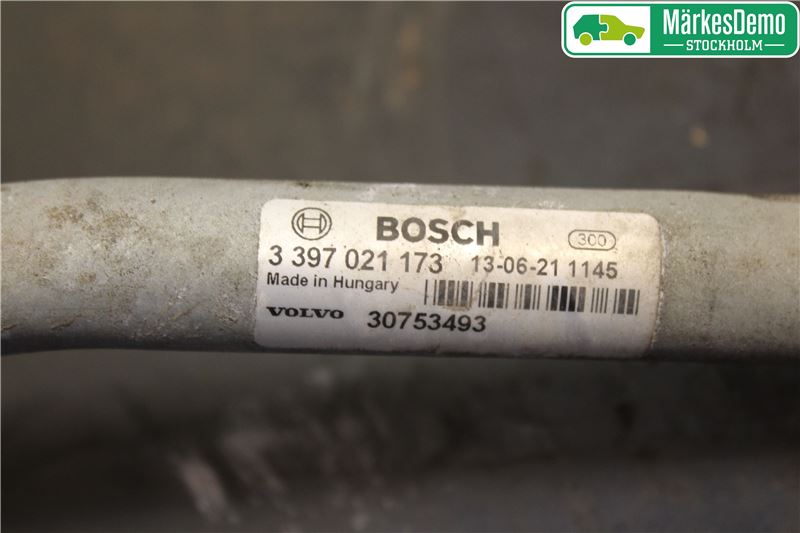 MärkesDemo
STOCKHOLM
BOSCH
300
3 397 021 173 13-06-21 1145
Made in Hungary
VOLVO 30753493